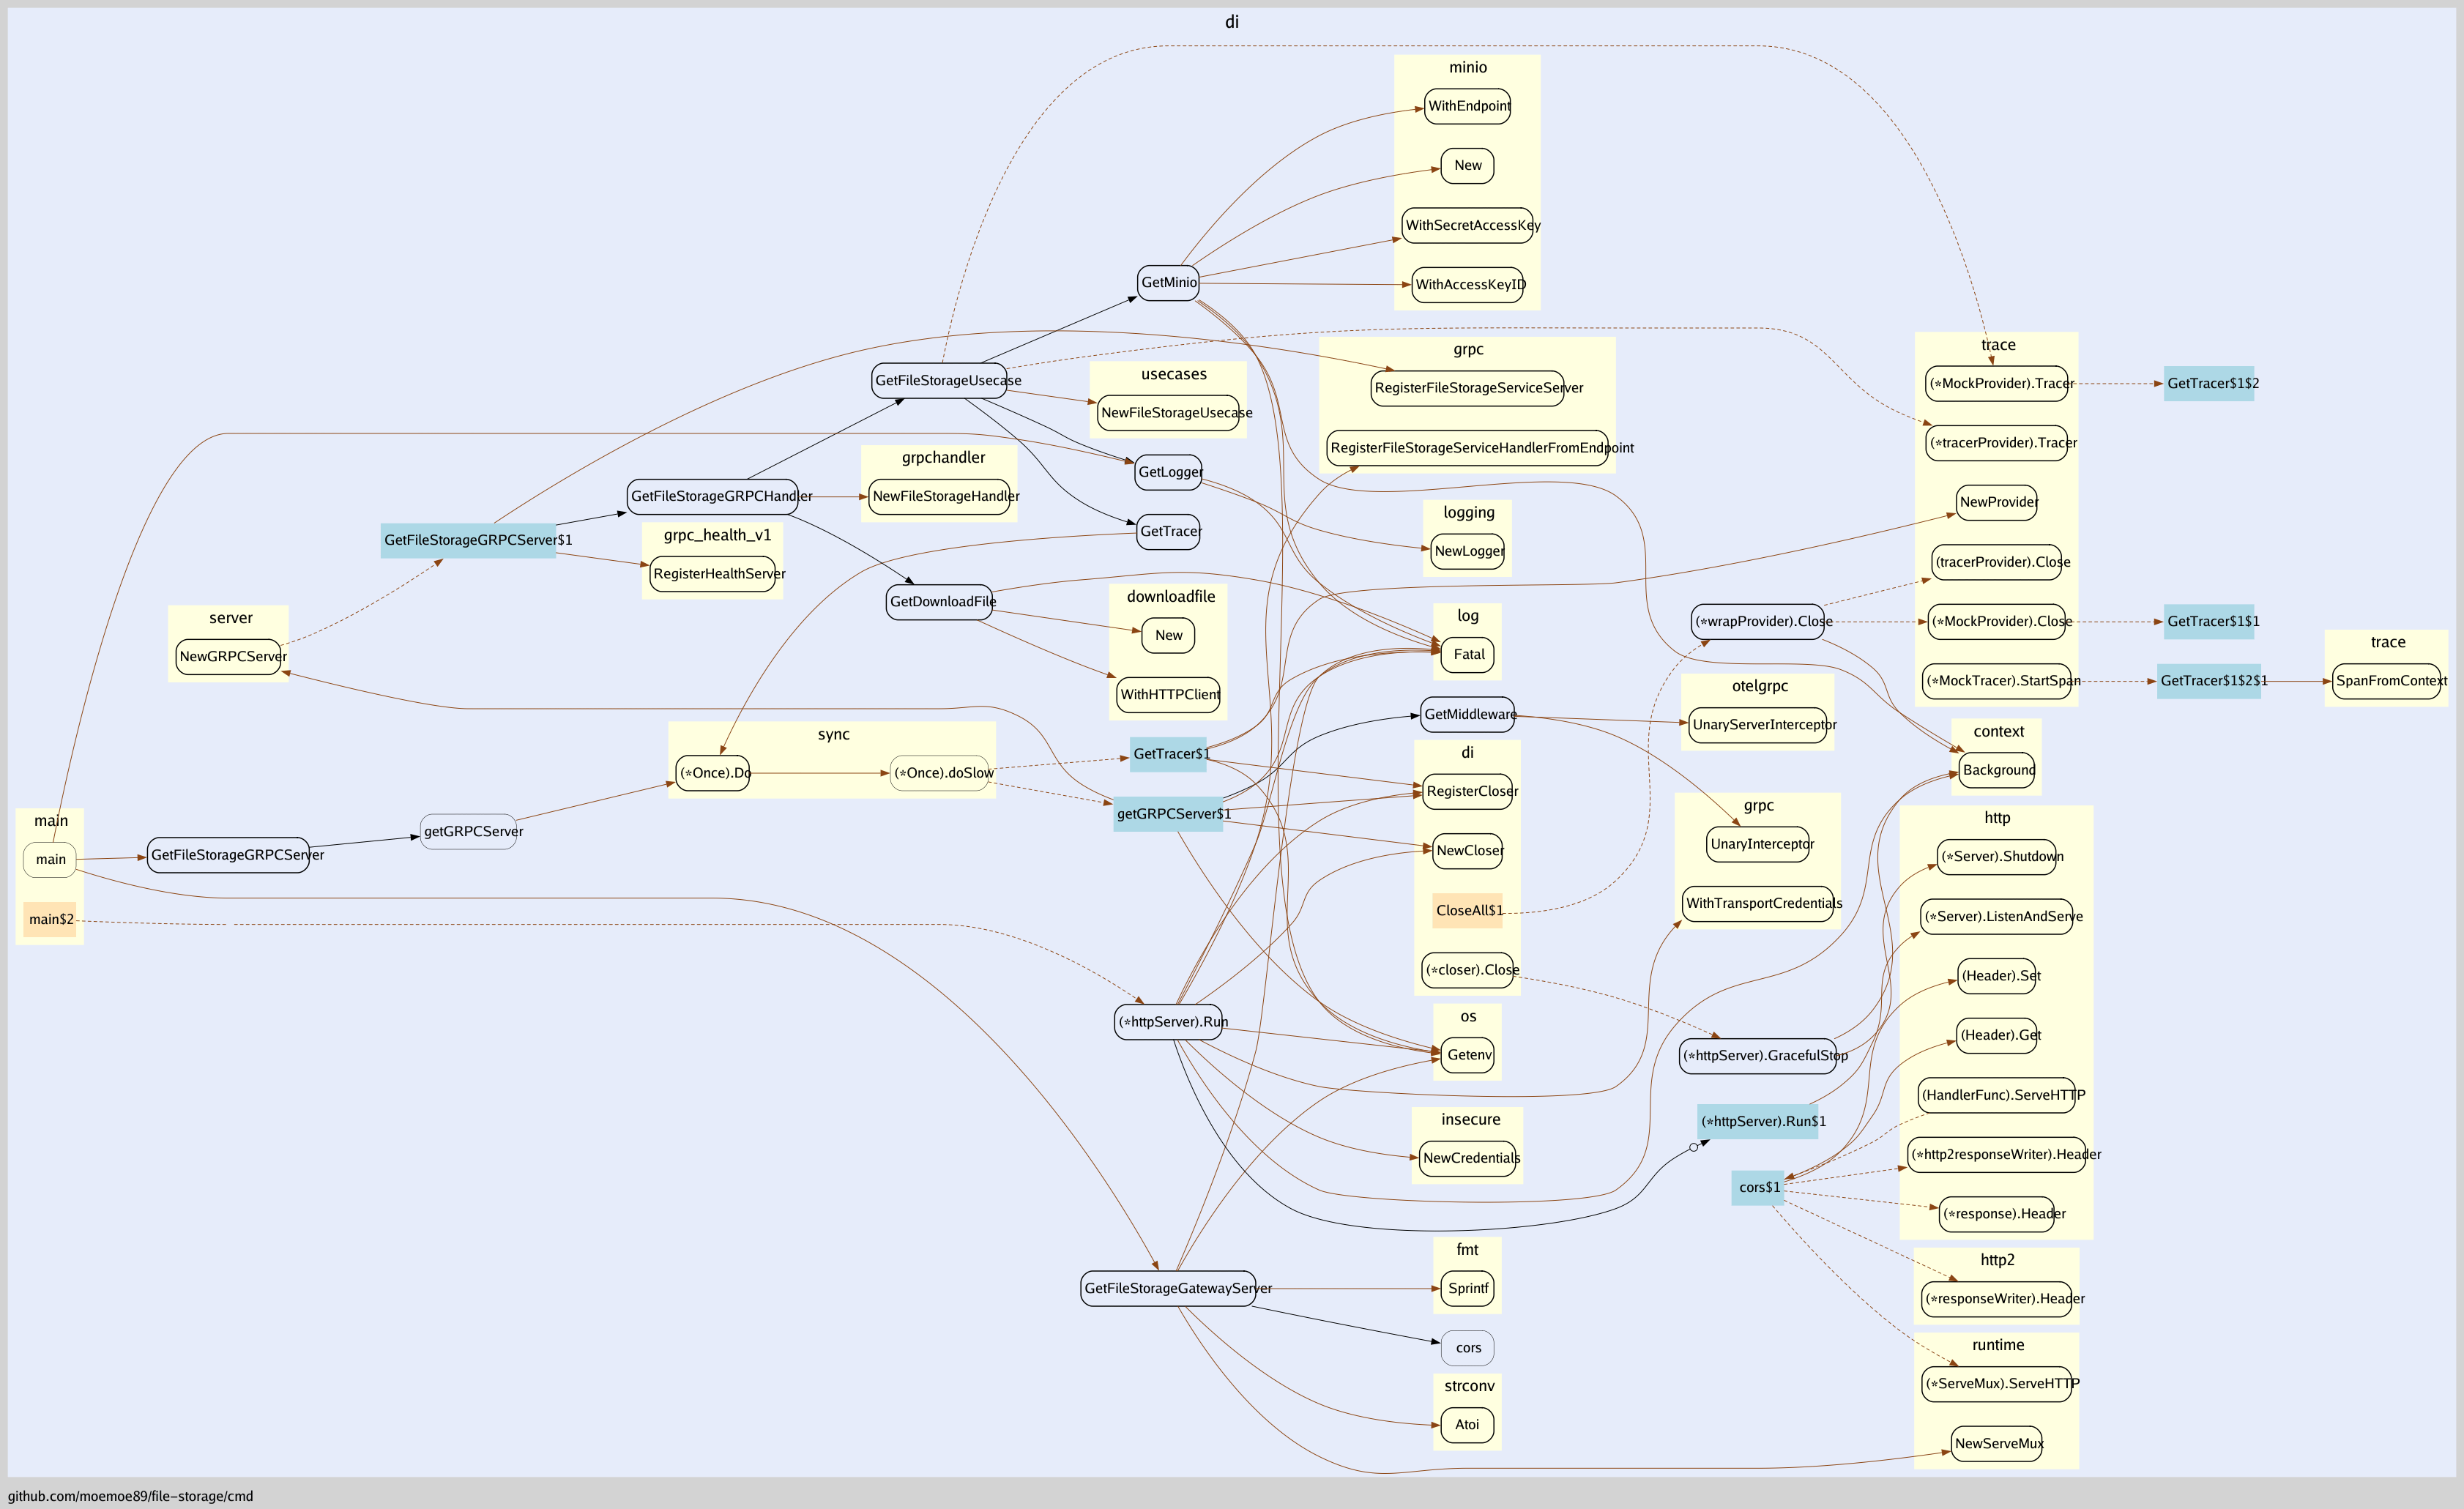 di
minio
WithEndpoint
New
WithSecretAccessKey
WithAccessKeyID
GetMinio
GetFileStorageUsecase
usecases
NewFileStorageUsecase
grpc
RegisterFileStorageServiceServer
RegisterFileStorageServiceHandlerFromEndpoint
trace
(*MockProvider).Tracer
GetTracer$1$2
(*tracerProvider).Tracer
NewProvider
(tracerProvider).Close
(*MockProvider).Close
GetTracer$1$1
(*MockTracer).StartSpan
GetTracer$1$2$1
trace
SpanFromContext
GetLogger
GetTracer
grpchandler
NewFileStorageHandler
GetFileStorageGRPCHandler
GetFileStorageGRPCServer$1
grpc_health_v1
RegisterHealthServer
logging
NewLogger
GetDownloadFile
downloadfile
New
WithHTTPClient
log
Fatal
(*wrapProvider).Close
server
NewGRPCServer
GetMiddleware
otelgrpc
UnaryServerInterceptor
context
Background
sync
(*Once).Do
(*Once).doSlow
GetTracer$1
getGRPCServer$1
di
RegisterCloser
NewCloser
CloseAll$1
(*closer).Close
grpc
UnaryInterceptor
WithTransportCredentials
main
main
main$2
GetFileStorageGRPCServer
getGRPCServer
http
(*Server).Shutdown
(*Server).ListenAndServe
(Header).Set
(Header).Get
(HandlerFunc).ServeHTTP
(*http2responseWriter).Header
(*response).Header
(*httpServer).Run
os
Getenv
(*httpServer).GracefulStop
(*httpServer).Run$1
cors$1
insecure
NewCredentials
http2
(*responseWriter).Header
GetFileStorageGatewayServer
fmt
Sprintf
cors
runtime
(*ServeMux).ServeHTTP
NewServeMux
strconv
Atoi
github.com/moemoe89/file-storage/cmd